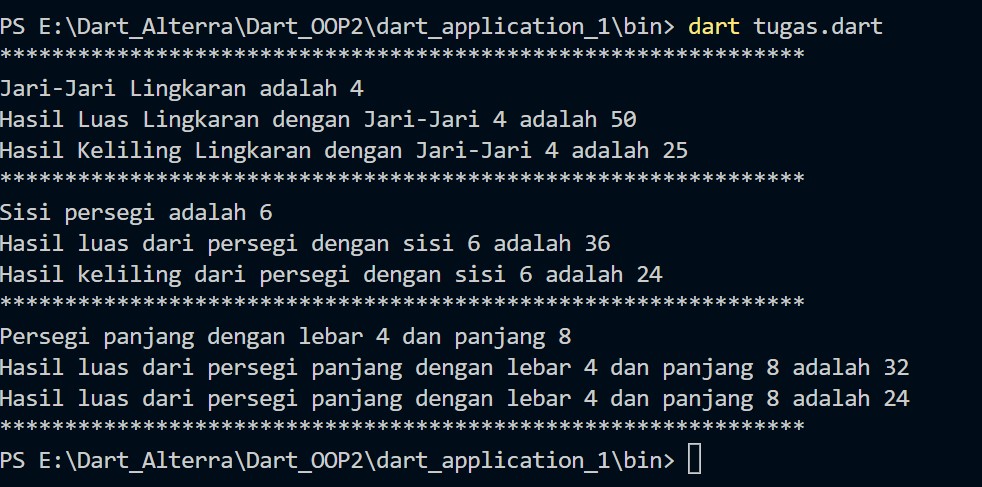 PS E:\Dart_Alterra\Dart_OOP2\dart_application_1\bin> dart tugas.dart
**************************************************************
Jari-Jari Lingkaran adalah 4
Hasil Luas Lingkaran dengan Jari-Jari 4 adalah 50
Hasil Keliling Lingkaran dengan Jari-Jari 4 adalah 25
**************************************************************
Sisi persegi adalah 6
Hasil luas dari persegi dengan sisi 6 adalah 36
Hasil keliling dari persegi dengan sisi 6 adalah 24
**************************************************************
Persegi panjang dengan lebar 4 dan panjang 8
Hasil luas dari persegi panjang dengan lebar 4 dan panjang 8 adalah 32
Hasil luas dari persegi panjang dengan lebar 4 dan panjang 8 adalah 24
**************************************************************
PS E:\Dart_Alterra\Dart_OOP2\dart_application_1\bin>